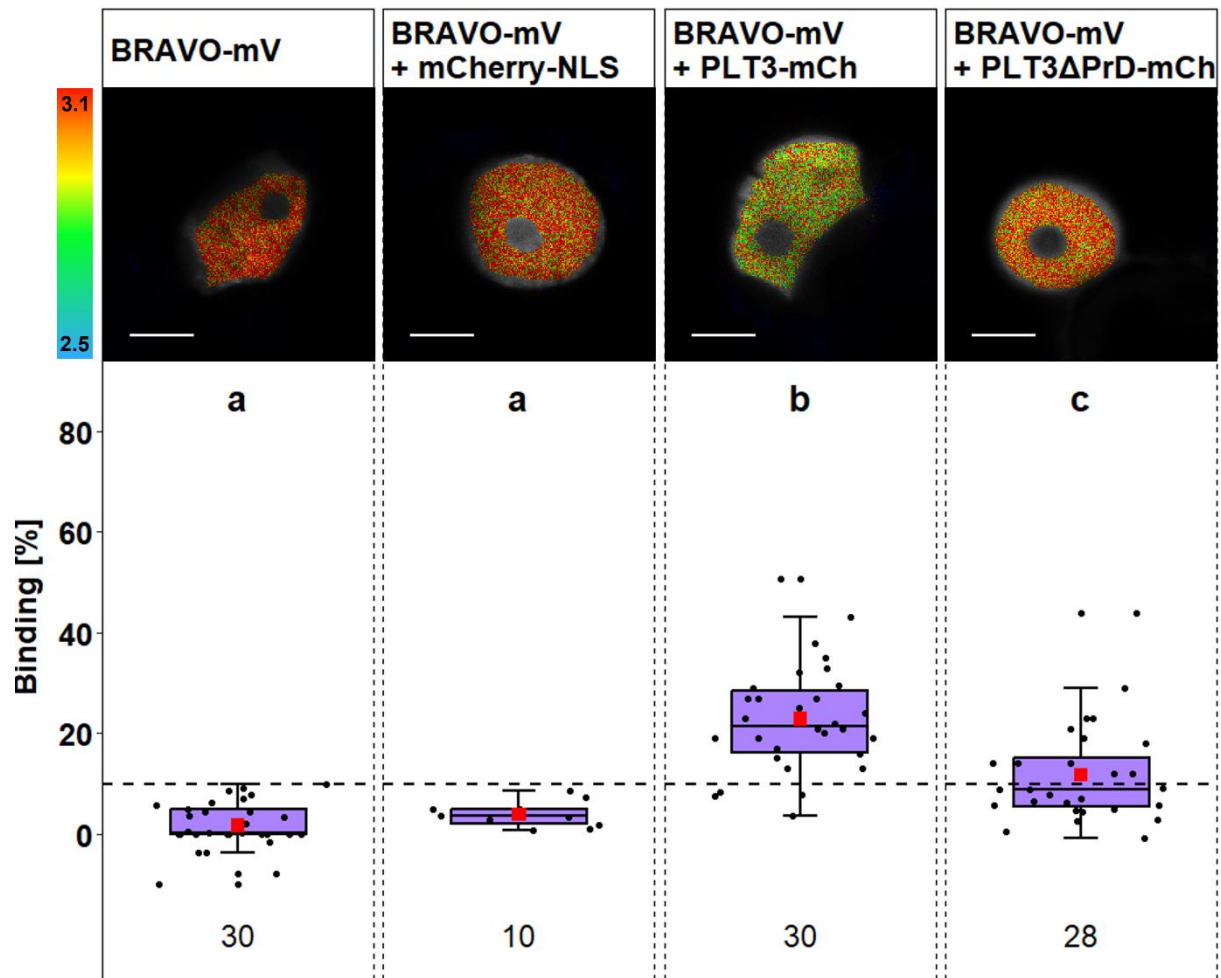 BRAVO-mV
BRAVO-mV
+ mCherry-NLS
BRAVO-mV
+ PLT3-mCh
BRAVO-mV
+ PLT3ΔPrD-mCh
3.1
2.5
a
a
b
c
Binding [%]
80
60
40
20
0
30
10
30
28